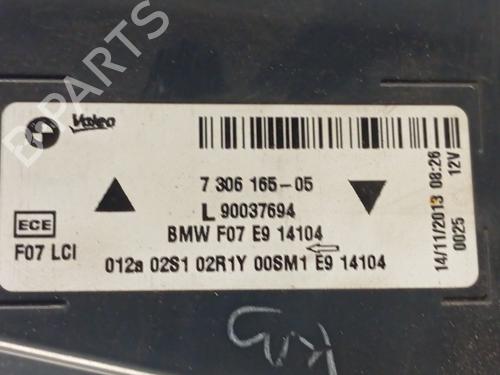 Valeo
7 306 165-05
L 90037694
BMW F07 E9 14104
012a 02S1 02R1Y 00SM1 E9 14104
ECE
F07 LCI
14/11/2013 08:26
0025 12V
B-PARTS